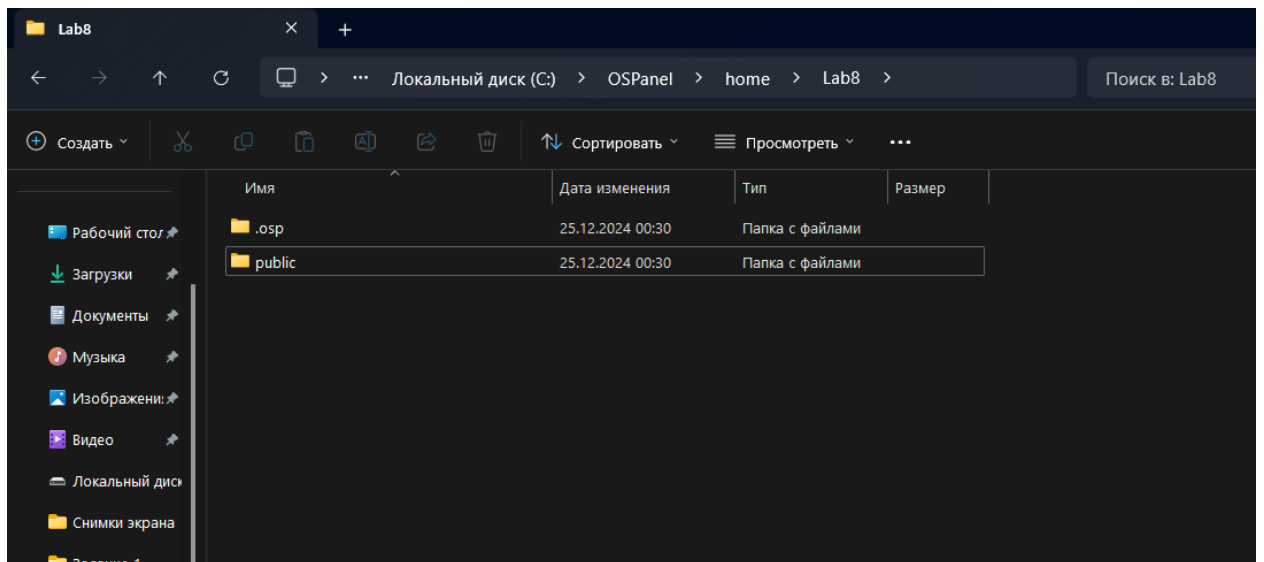 Lab8
Локальный диск (C:) > OSPanel > home > Lab8 >
Поиск в: Lab8
Создать
Сортировать
Просмотреть
Имя
Дата изменения
Тип
Размер
Рабочий стол
Загрузки
Документы
Музыка
Изображени
Видео
Локальный диск
Снимки экрана
.osp 25.12.2024 00:30 Папка с файлами
public 25.12.2024 00:30 Папка с файлами